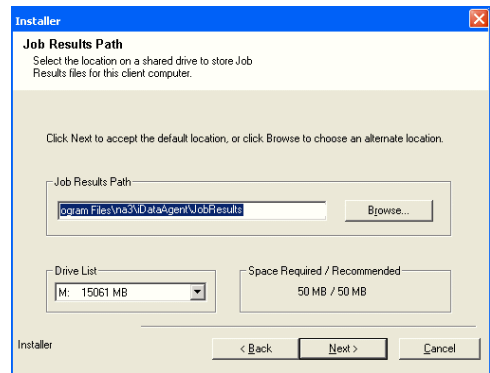 Installer
Job Results Path
Select the location on a shared drive to store Job
Results files for this client computer.
Click Next to accept the default location, or click Browse to choose an alternate location.
Job Results Path
ogram Files\na3\iDataAgent\JobResults
Browse...
Drive List
M: 15061 MB
Space Required / Recommended
50 MB / 50 MB
Installer
< Back
Next >
Cancel